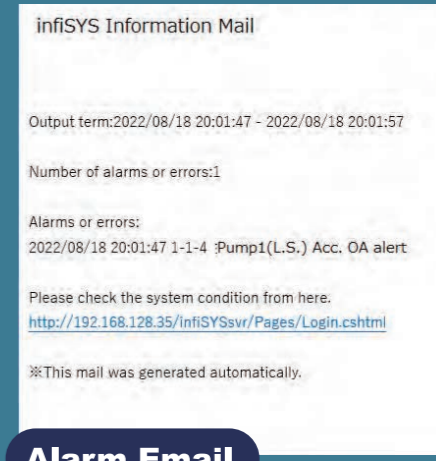 infiSYS Information Mail
Output term:2022/08/18 20:01:47 - 2022/08/18 20:01:57
Number of alarms or errors:1
Alarms or errors:
2022/08/18 20:01:47 1-1-4 :Pump1(L.S.) Acc. OA alert
Please check the system condition from here.
http://192.168.128.35/infiSYSsvr/Pages/Login.cshtml
※This mail was generated automatically.
Alarm Email